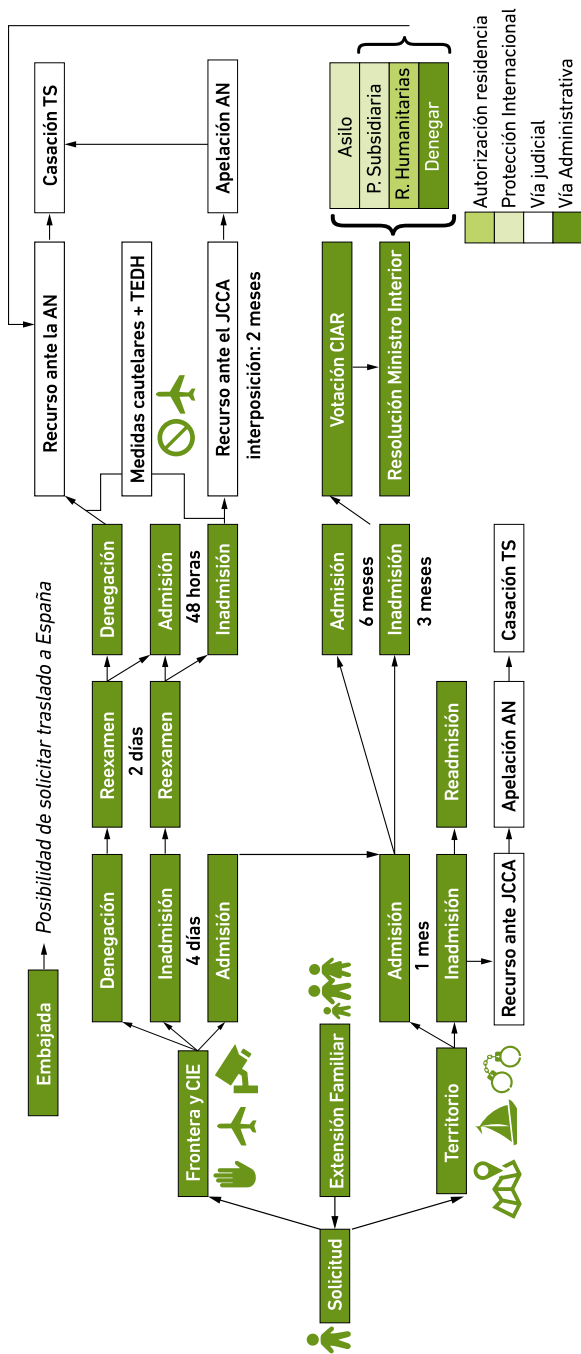 Embajada
Posibilidad de solicitar traslado a España
Solicitud
Extensión Familiar
Frontera y CIE
Denegación
Inadmisión
4 días
Admisión
Reexamen
2 días
Reexamen
Denegación
Admisión
48 horas
Inadmisión
Recurso ante la AN
Medidas cautelares + TEDH
Recurso ante el JCCA
interposición: 2 meses
Casación TS
Apelación AN
Territorio
Admisión
1 mes
Inadmisión
Recurso ante JCCA
Readmisión
Apelación AN
Casación TS
Admisión
6 meses
Inadmisión
3 meses
Votación CIAR
Resolución Ministro Interior
Asilo
P. Subsidiaria
R. Humanitarias
Denegar
Autorización residencia
Protección Internacional
Vía judicial
Vía Administrativa